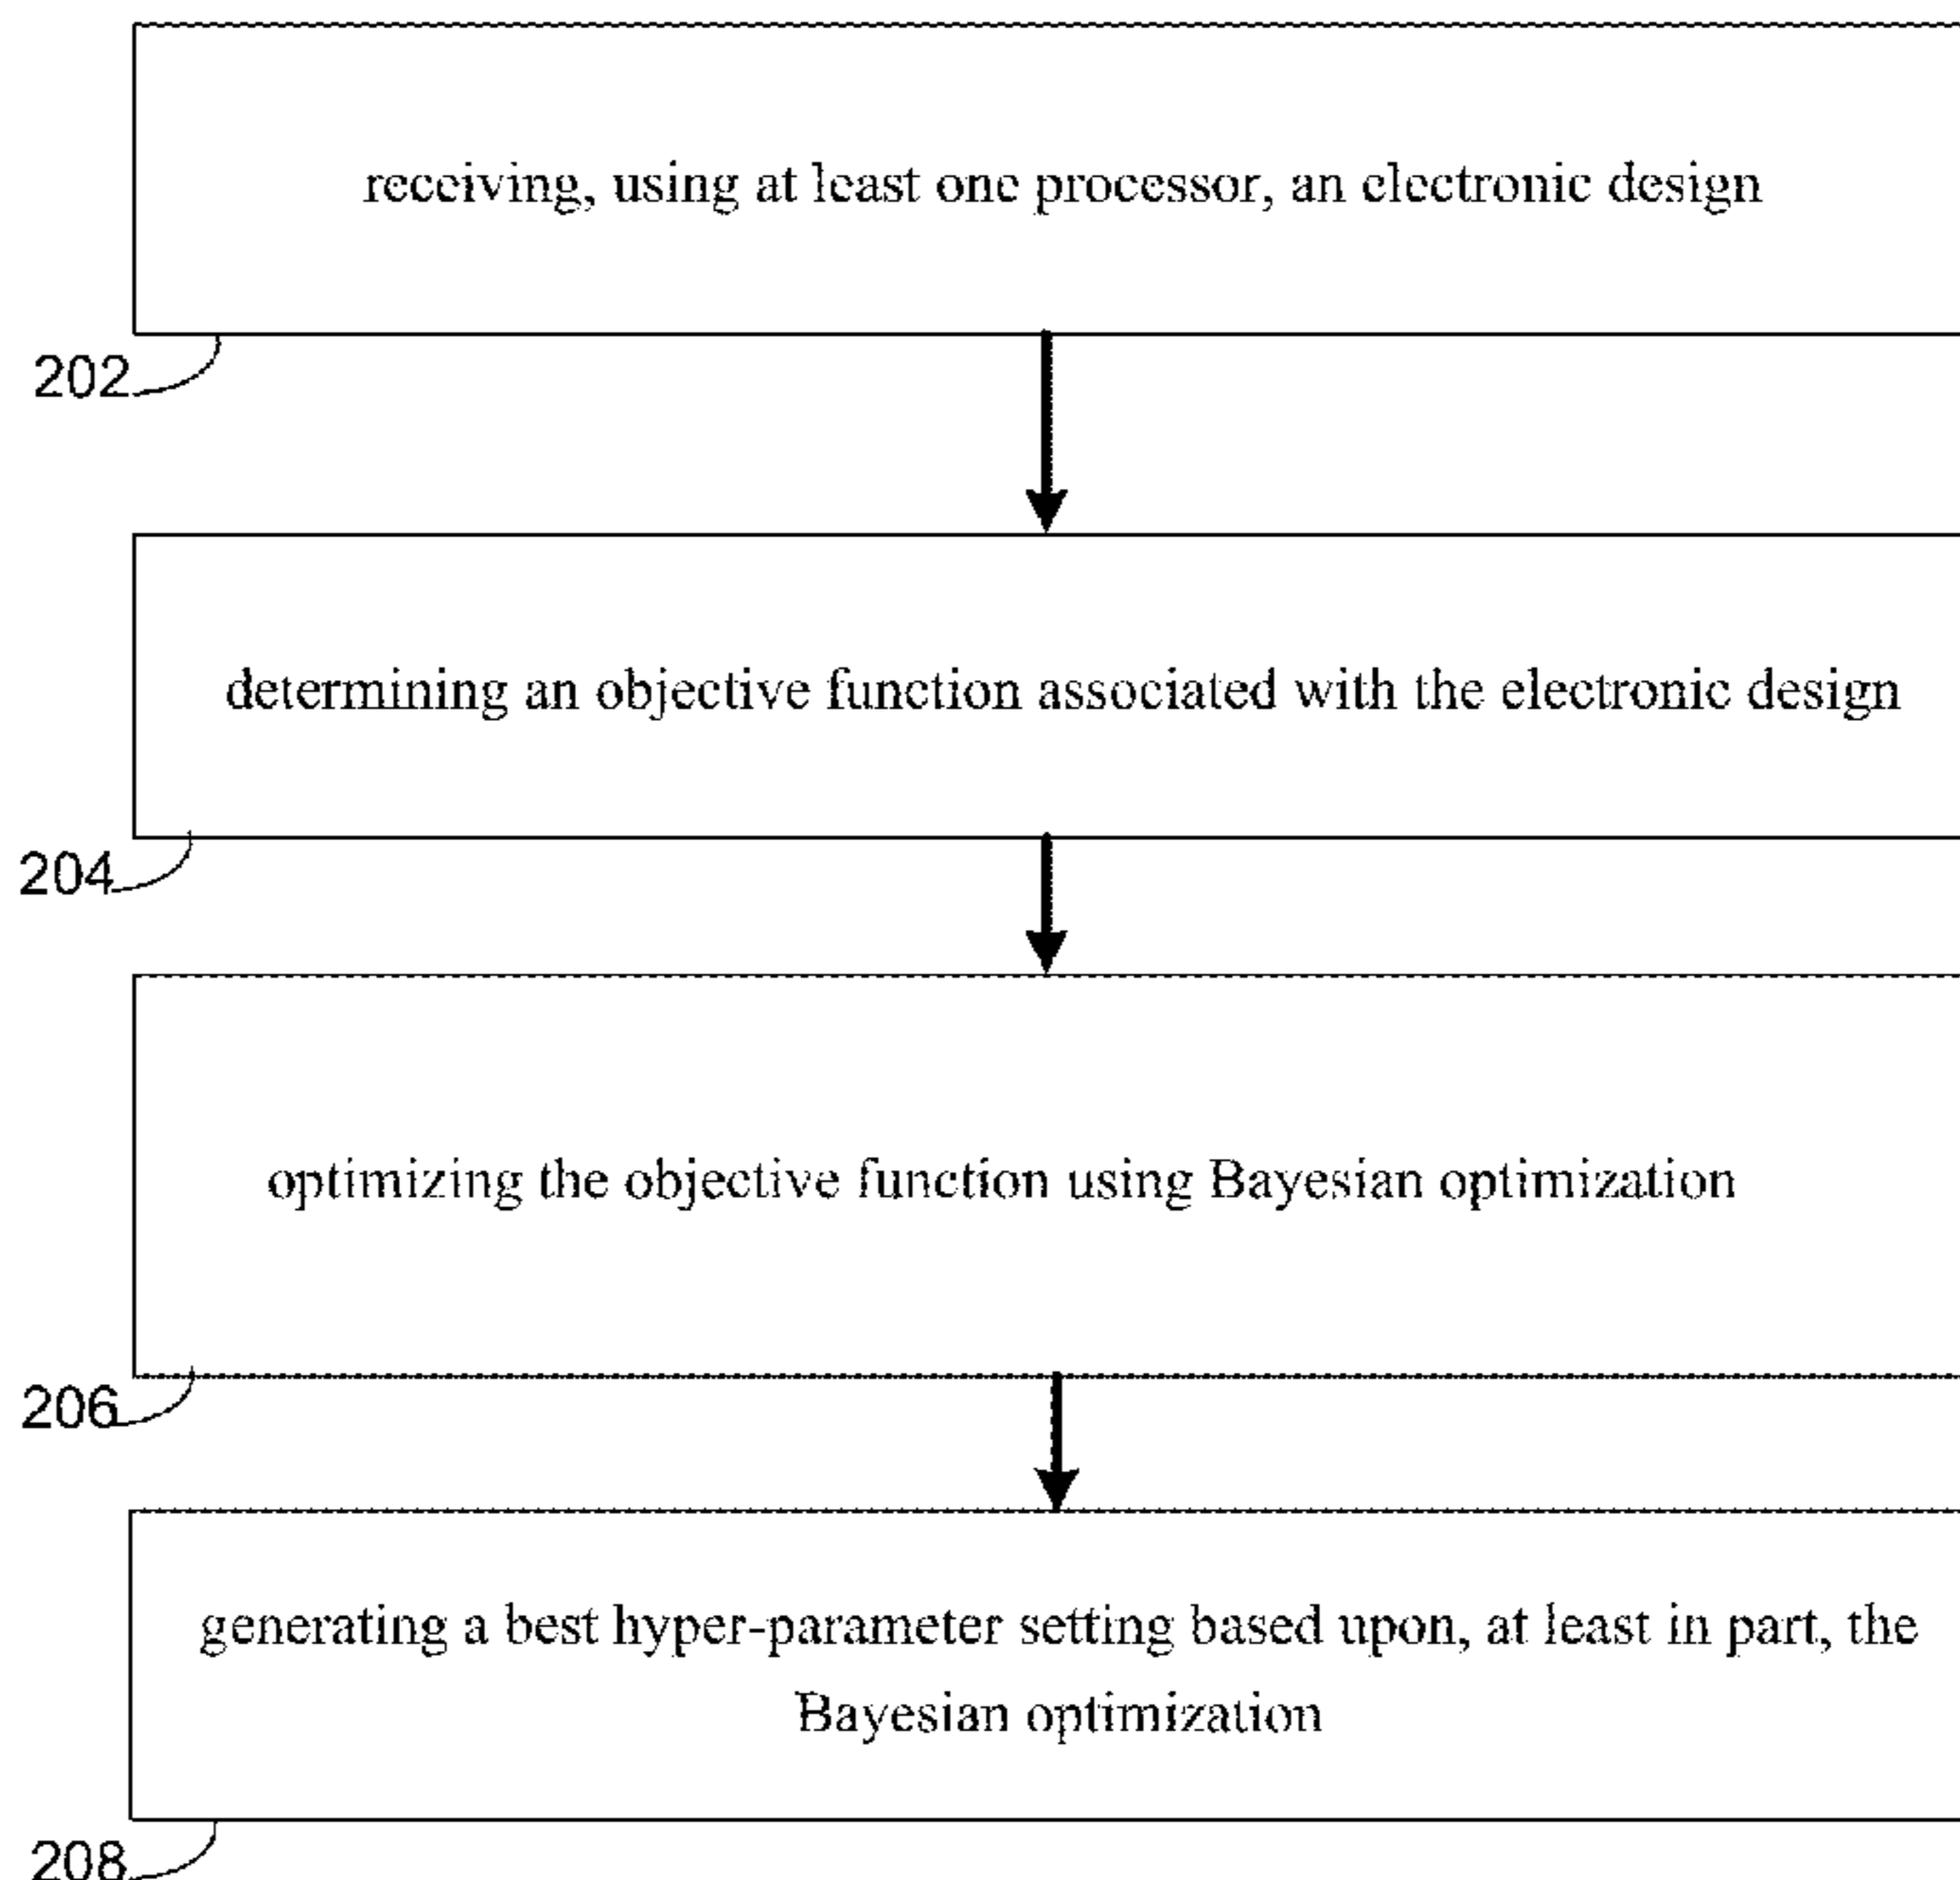 receiving, using at least one processor, an electronic design
202
determining an objective function associated with the electronic design
204
optimizing the objective function using Bayesian optimization
206
generating a best hyper-parameter setting based upon, at least in part, the
Bayesian optimization
208